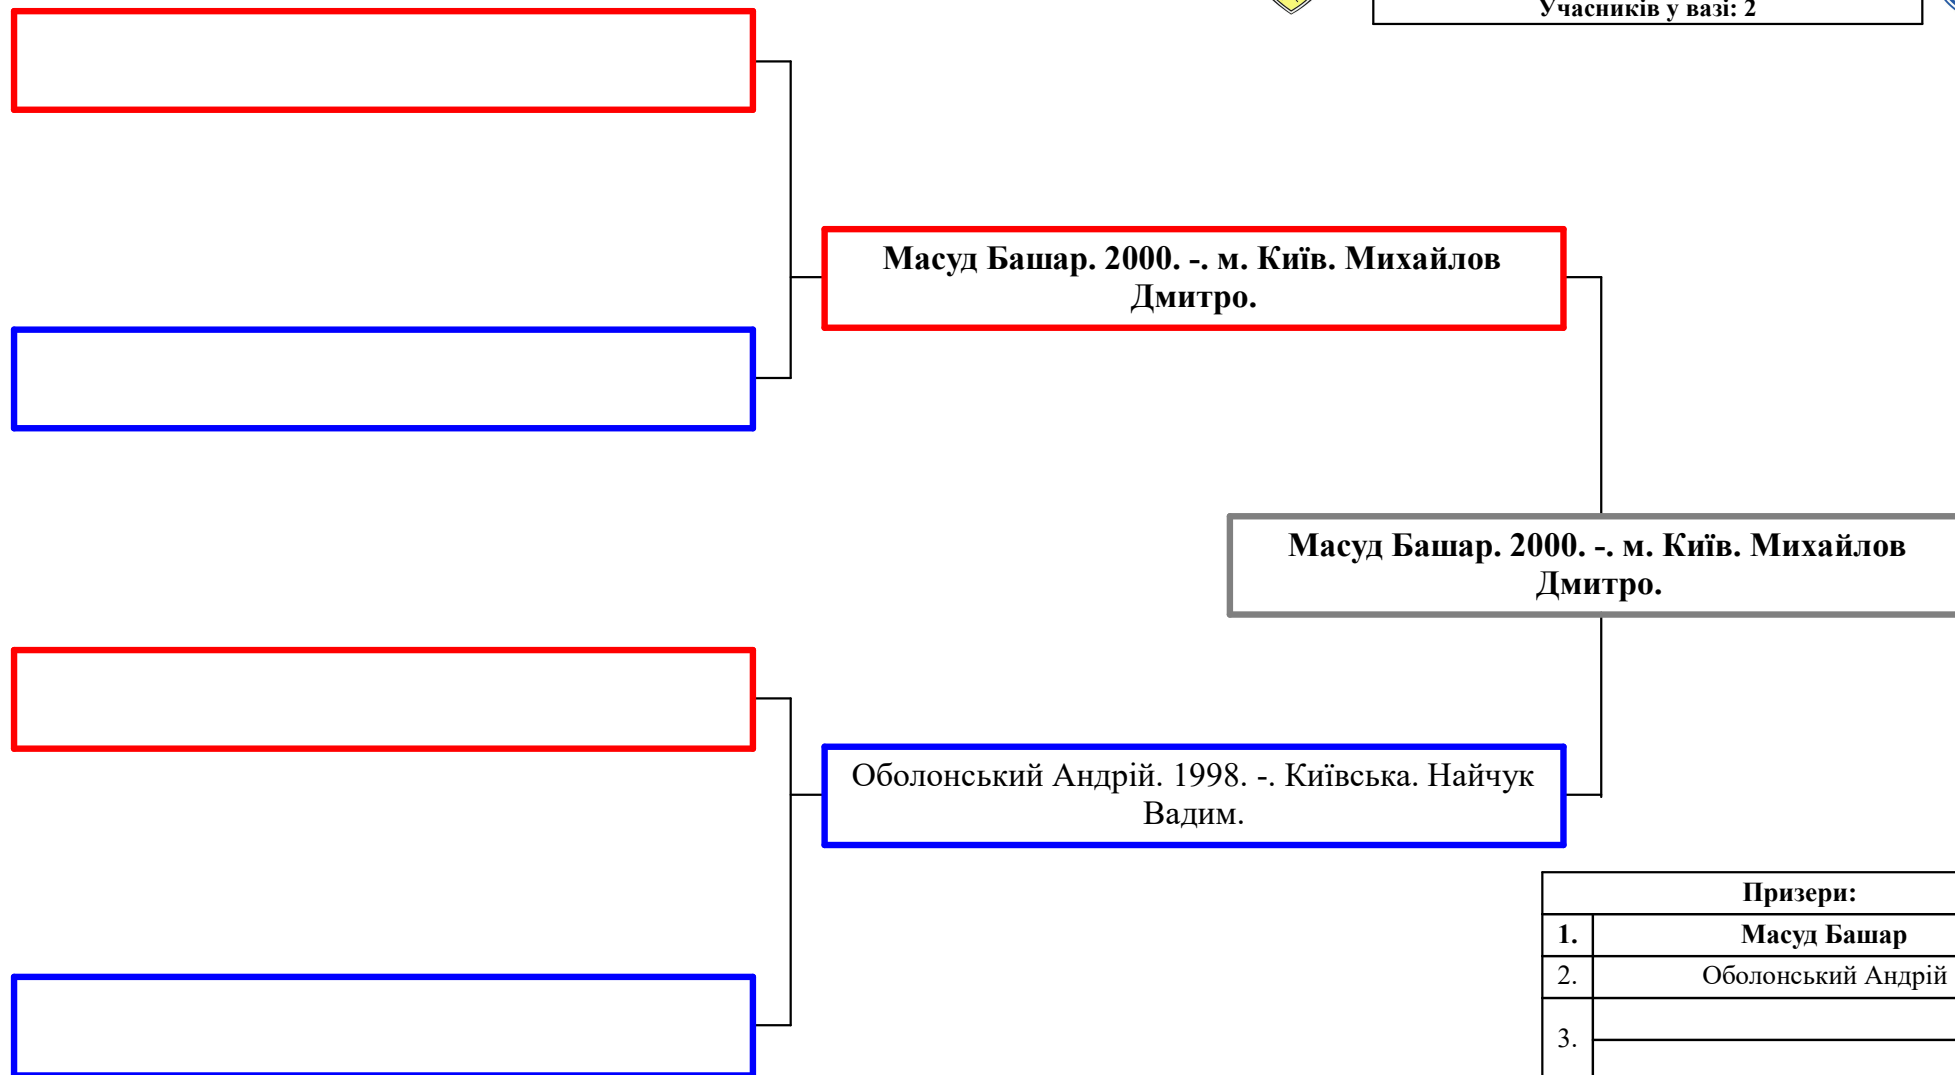 Учасників у вазі: 2
Масуд Башар. 2000. -. м. Київ. Михайлов
Дмитро.
Масуд Башар. 2000. -. м. Київ. Михайлов
Дмитро.
Оболонський Андрій. 1998. -. Київська. Найчук
Вадим.
Призери:
1. Масуд Башар
2. Оболонський Андрій
3.